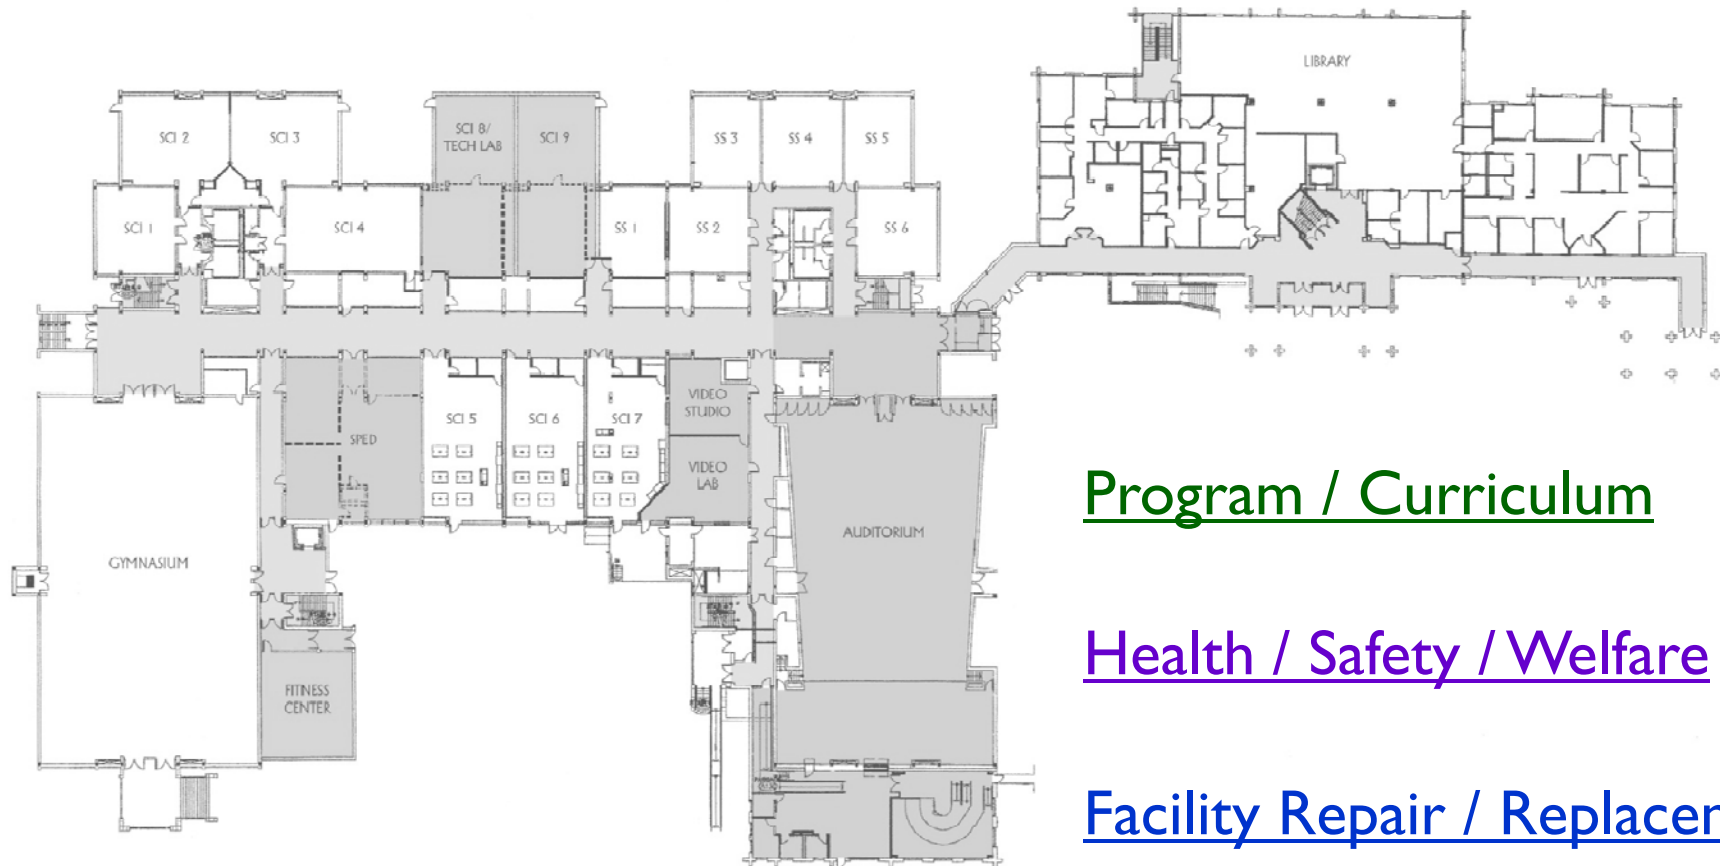 LIBRARY
SCI 2
SCI 3
SCI 8/
TECH LAB
SCI 9
SS 3
SS 4
SS 5
SCI 1
SCI 4
SS 1
SS 2
SS 6
SPED
SCI 5
SCI 6
SCI 7
VIDEO
STUDIO
VIDEO
LAB
GYMNASIUM
AUDITORIUM
FITNESS
CENTER
Program / Curriculum
Health / Safety / Welfare
Facility Repair /